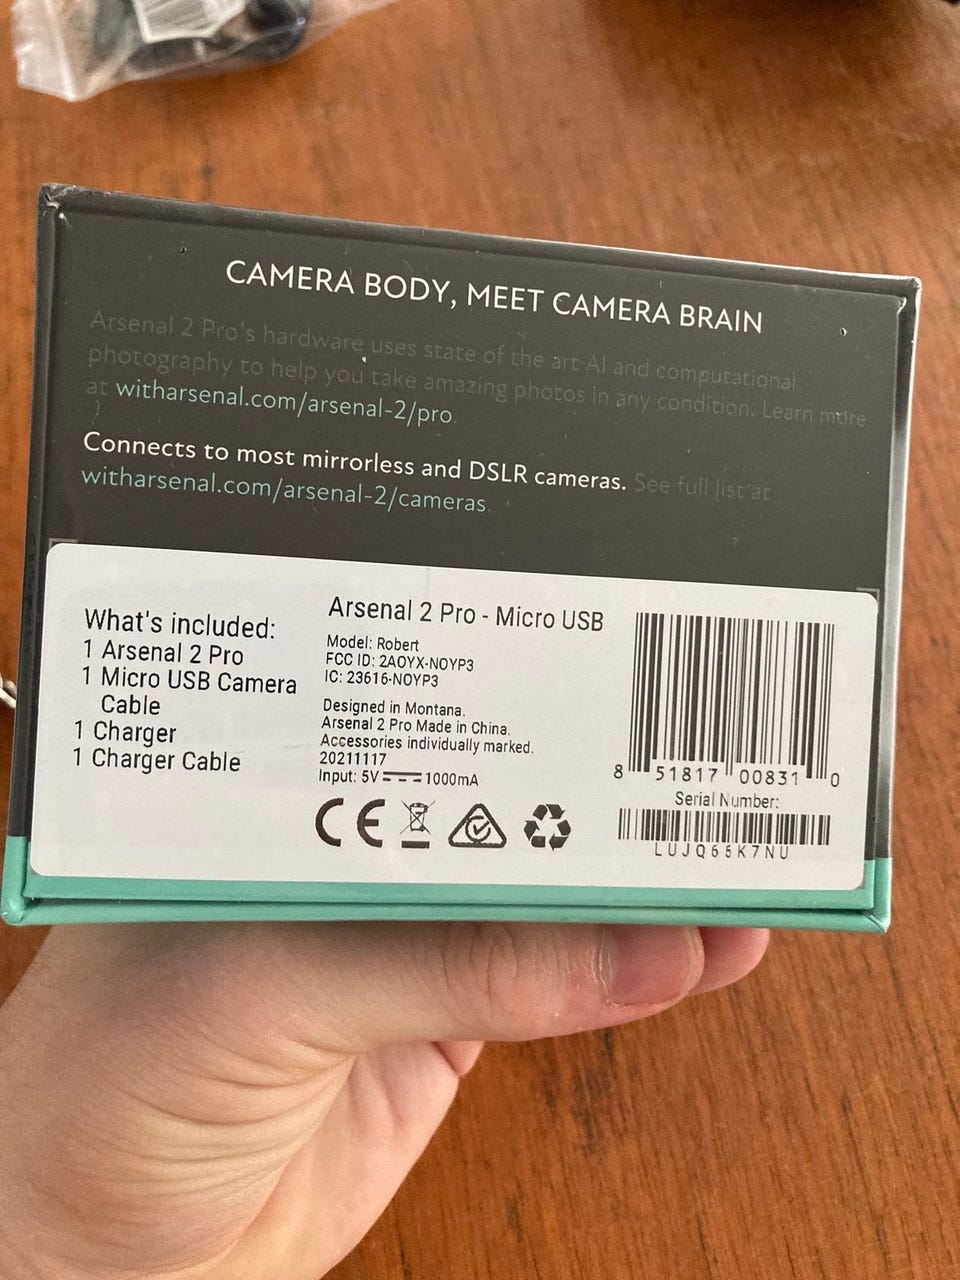 CAMERA BODY, MEET CAMERA BRAIN
Arsenal 2 Pro's hardware uses state of the art AI and computational
photography to help you take amazing photos in any condition. Learn more
at witharsenal.com/arsenal-2/pro.
Connects to most mirrorless and DSLR cameras. See full list at
witharsenal.com/arsenal-2/cameras.
What's included:
1 Arsenal 2 Pro
1 Micro USB Camera
Cable
1 Charger
1 Charger Cable
Arsenal 2 Pro - Micro USB
Model: Robert
FCC ID: 2AOYX-NOYP3
IC: 23616-NOYP3
Designed in Montana.
Arsenal 2 Pro Made in China.
Accessories individually marked.
20211117
Input: 5V 1000mA
CE
8 51817 00831 0
Serial Number:
LUJQ66K7NU